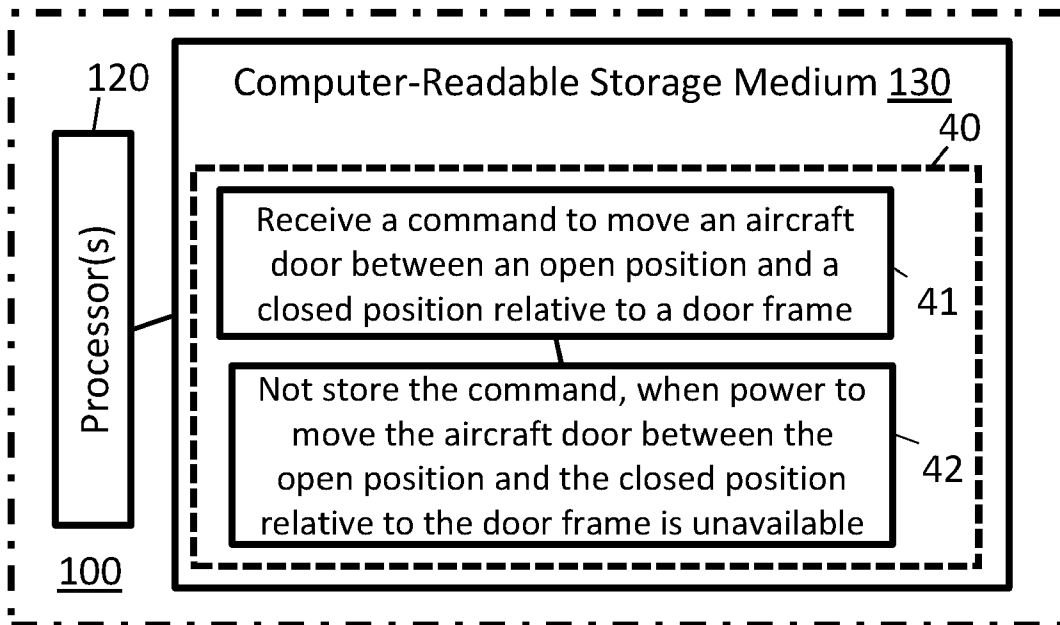 120
Computer-Readable Storage Medium 130
40
Processor(s)
Receive a command to move an aircraft
door between an open position and a
closed position relative to a door frame
41
Not store the command, when power to
move the aircraft door between the
open position and the closed position
relative to the door frame is unavailable
42
100